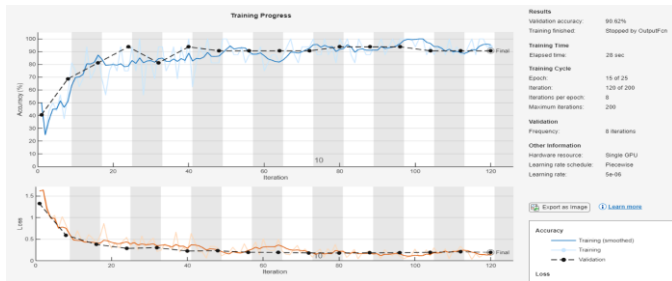 Training Progress
100
90
80
70
60
50
40
30
20
10
0
Accuracy (%)
Final
10
0 20 40 60 80 100 120
Iteration
1.5
1
0.5
0
Loss
Final
10
0 20 40 60 80 100 120
Iteration
Results
Validation accuracy: 90.62%
Training finished: Stopped by OutputFcn
Training Time
Elapsed time: 28 sec
Training Cycle
Epoch: 15 of 25
Iteration: 120 of 200
Iterations per epoch: 8
Maximum iterations: 200
Validation
Frequency: 8 iterations
Other Information
Hardware resource: Single GPU
Learning rate schedule: Piecewise
Learning rate: 5e-06
Export as Image
Learn more
Accuracy
Training (smoothed)
Training
Validation
Loss